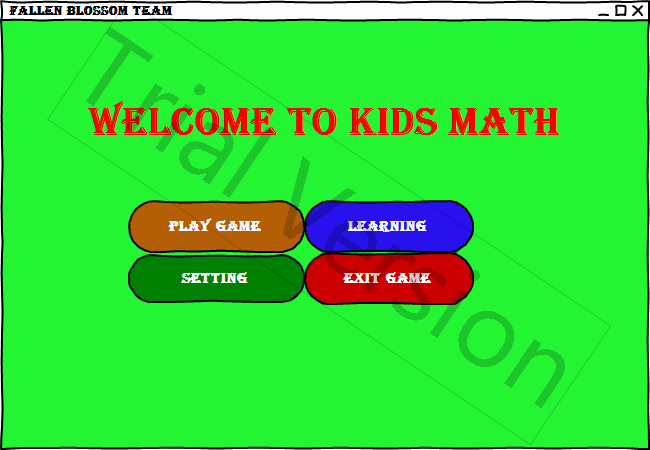 FALLEN BLOSSOM TEAM
WELCOME TO KIDS MATH
PLAY GAME
LEARNING
SETTING
EXIT GAME
Trial Version